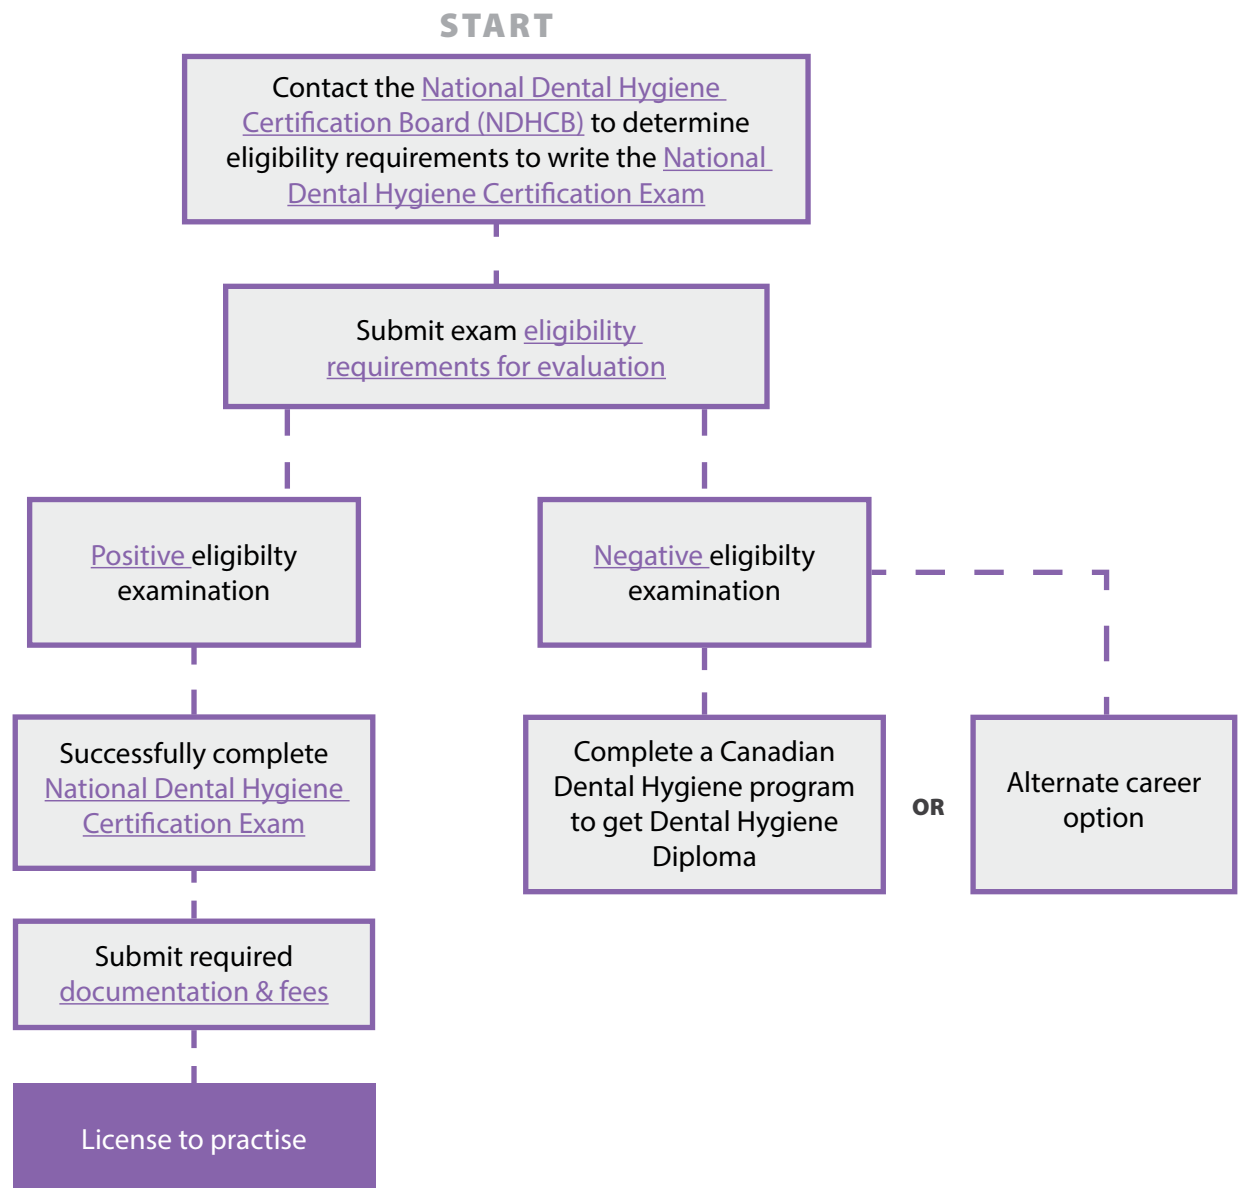 START
Contact the National Dental Hygiene
Certification Board (NDHCB) to determine
eligibility requirements to write the National
Dental Hygiene Certification Exam
Submit exam eligibility
requirements for evaluation
Positive eligibilty
examination
Negative eligibilty
examination
Successfully complete
National Dental Hygiene
Certification Exam
Complete a Canadian
Dental Hygiene program
to get Dental Hygiene
Diploma
OR
Alternate career
option
Submit required
documentation & fees
License to practise